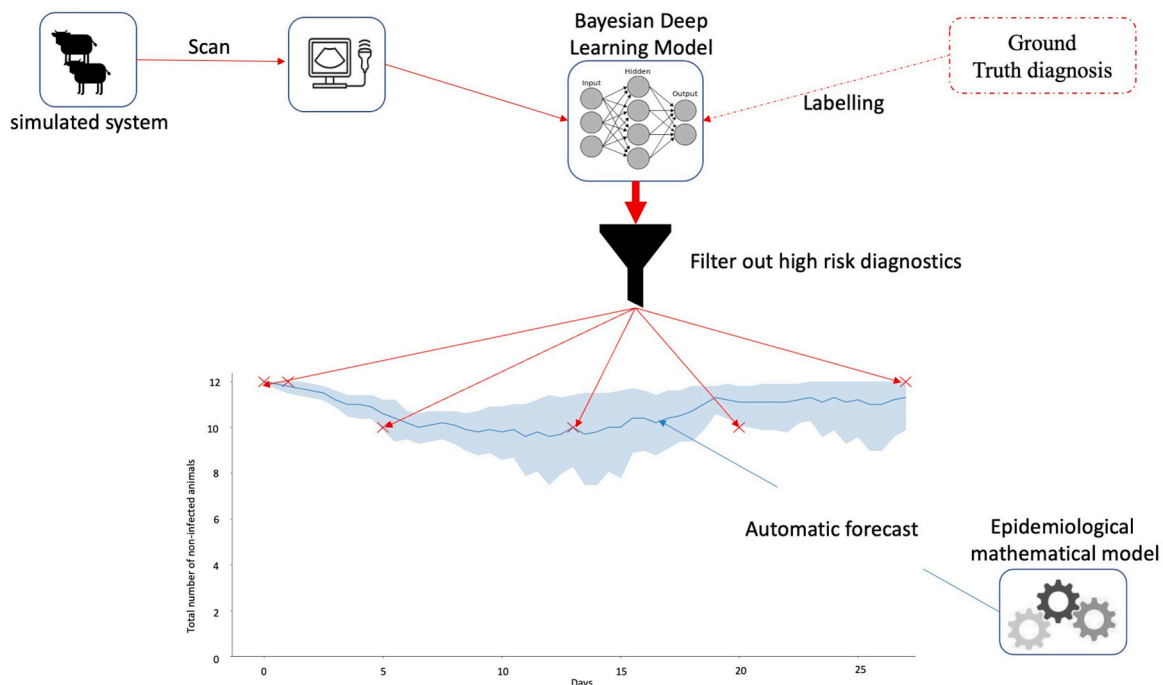 Bayesian Deep
Learning Model
Scan
simulated system
Input
Hidden
Output
Ground
Truth diagnosis
Labelling
Filter out high risk diagnostics
Total number of non-infected animals
12
10
8
6
4
2
0
0
5
10
15
20
25
Days
Automatic forecast
Epidemiological
mathematical model